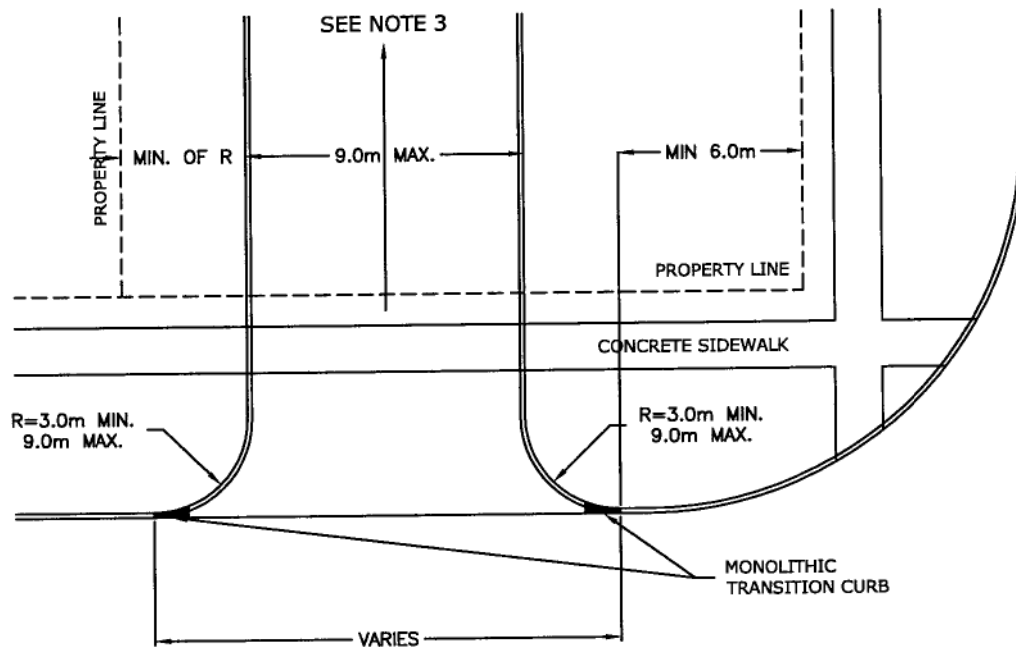 SEE NOTE 3
PROPERTY LINE
MIN. OF R
9.0m MAX.
MIN 6.0m
PROPERTY LINE
CONCRETE SIDEWALK
R=3.0m MIN.
9.0m MAX.
R=3.0m MIN.
9.0m MAX.
MONOLITHIC
TRANSITION CURB
VARIES